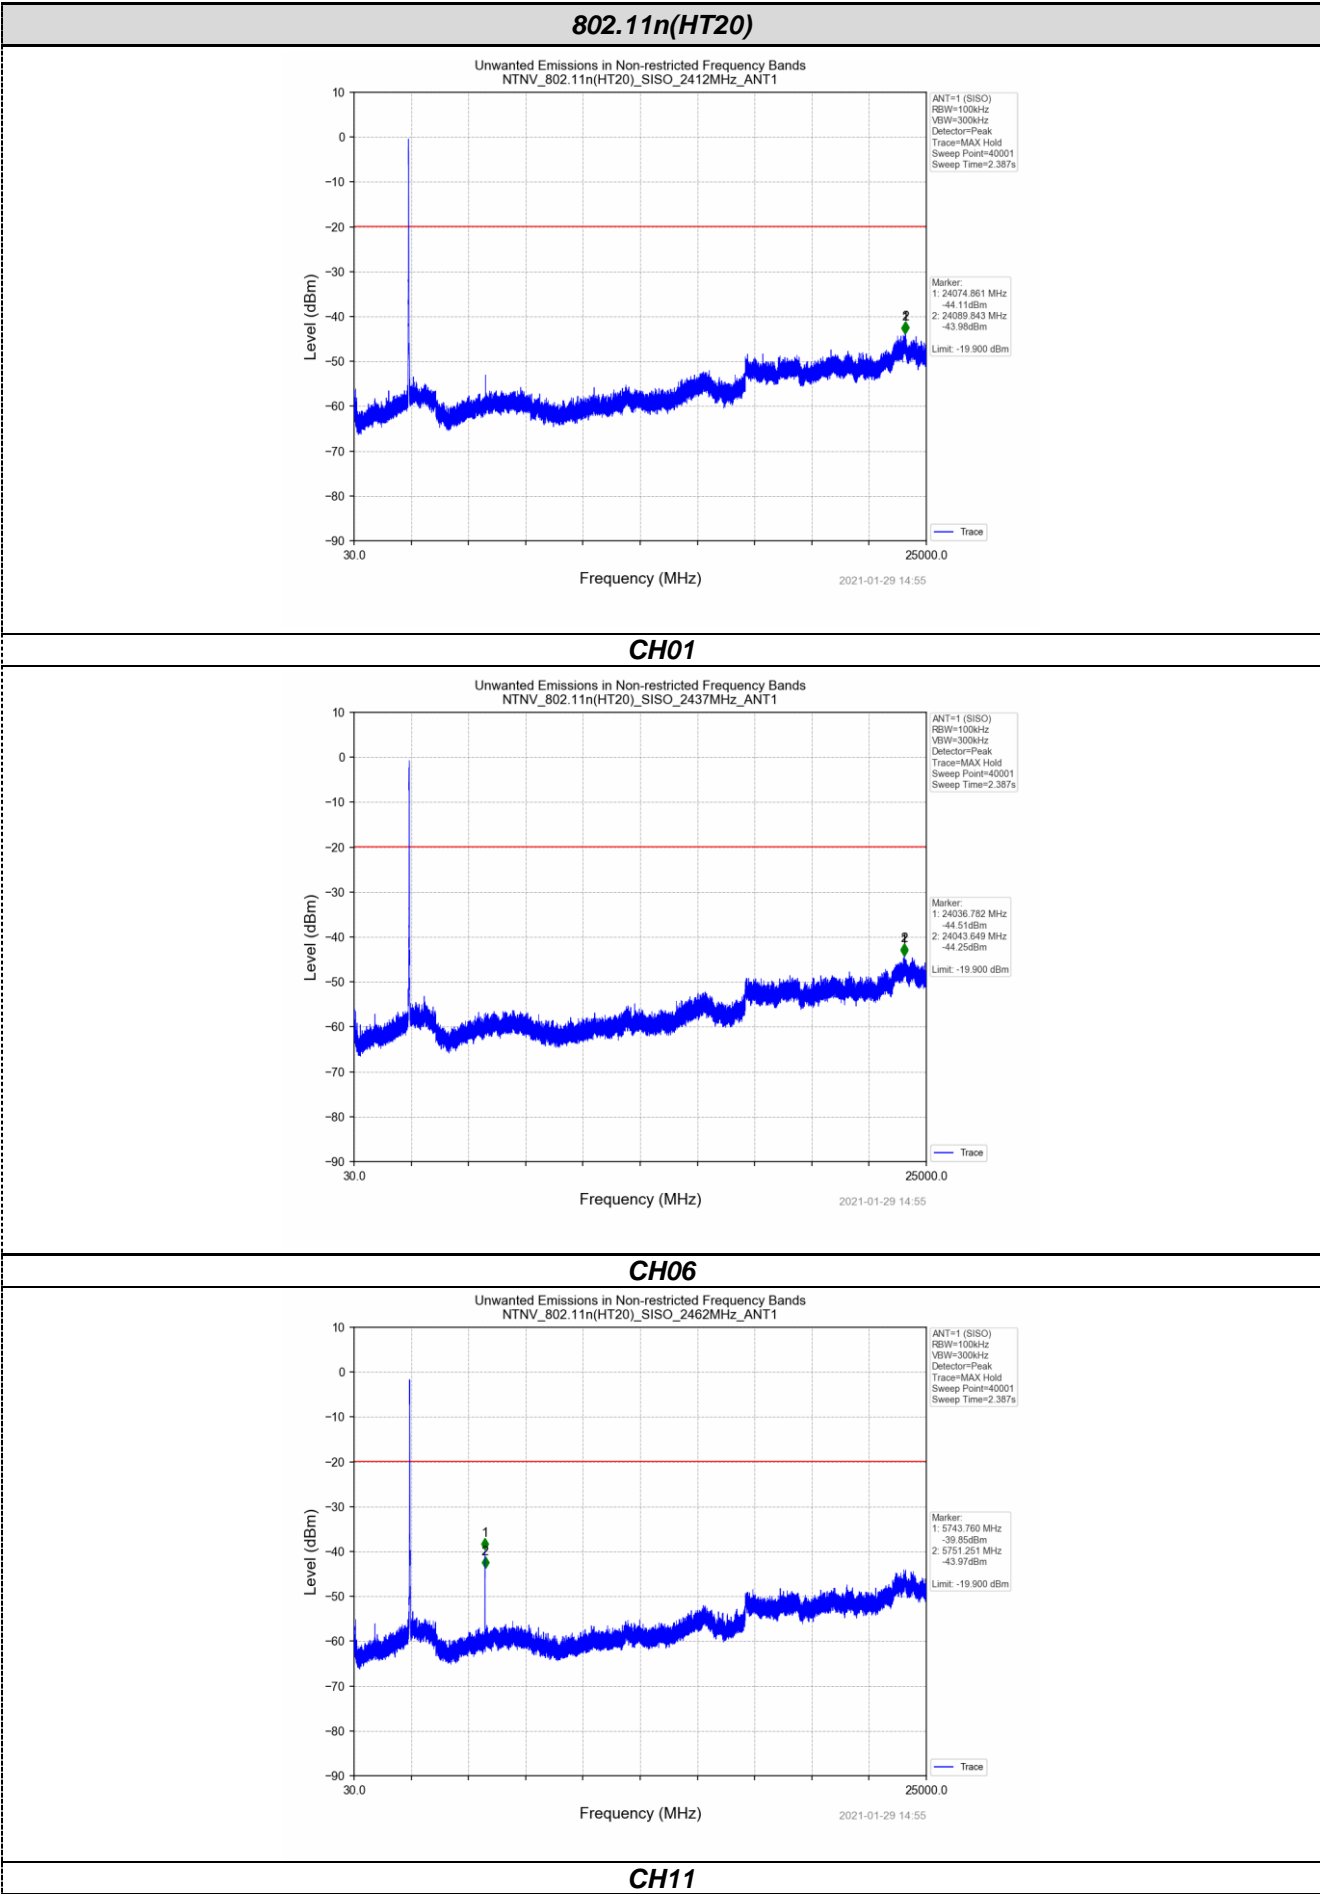 802.11n(HT20)
Unwanted Emissions in Non-restricted Frequency Bands
NTNV_802.11n(HT20)_SISO_2412MHz_ANT1
10
0
−10
−20
−30
−40
−50
−60
−70
−80
−90
Level (dBm)
30.0
25000.0
Frequency (MHz)
2021-01-29 14:55
ANT=1 (SISO)
RBW=100kHz
VBW=300kHz
Detector=Peak
Trace=MAX Hold
Sweep Point=40001
Sweep Time=2.387s
2
Marker:
1: 24074.861 MHz
-44.11dBm
2: 24089.843 MHz
-43.98dBm
Limit: -19.900 dBm
Trace
CH01
Unwanted Emissions in Non-restricted Frequency Bands
NTNV_802.11n(HT20)_SISO_2437MHz_ANT1
10
0
−10
−20
−30
−40
−50
−60
−70
−80
−90
Level (dBm)
30.0
25000.0
Frequency (MHz)
2021-01-29 14:55
ANT=1 (SISO)
RBW=100kHz
VBW=300kHz
Detector=Peak
Trace=MAX Hold
Sweep Point=40001
Sweep Time=2.387s
2
Marker:
1: 24036.782 MHz
-44.51dBm
2: 24043.649 MHz
-44.25dBm
Limit: -19.900 dBm
Trace
CH06
Unwanted Emissions in Non-restricted Frequency Bands
NTNV_802.11n(HT20)_SISO_2462MHz_ANT1
10
0
−10
−20
−30
−40
−50
−60
−70
−80
−90
Level (dBm)
30.0
25000.0
Frequency (MHz)
2021-01-29 14:55
ANT=1 (SISO)
RBW=100kHz
VBW=300kHz
Detector=Peak
Trace=MAX Hold
Sweep Point=40001
Sweep Time=2.387s
1
2
Marker:
1: 5743.760 MHz
-39.85dBm
2: 5751.251 MHz
-43.97dBm
Limit: -19.900 dBm
Trace
CH11